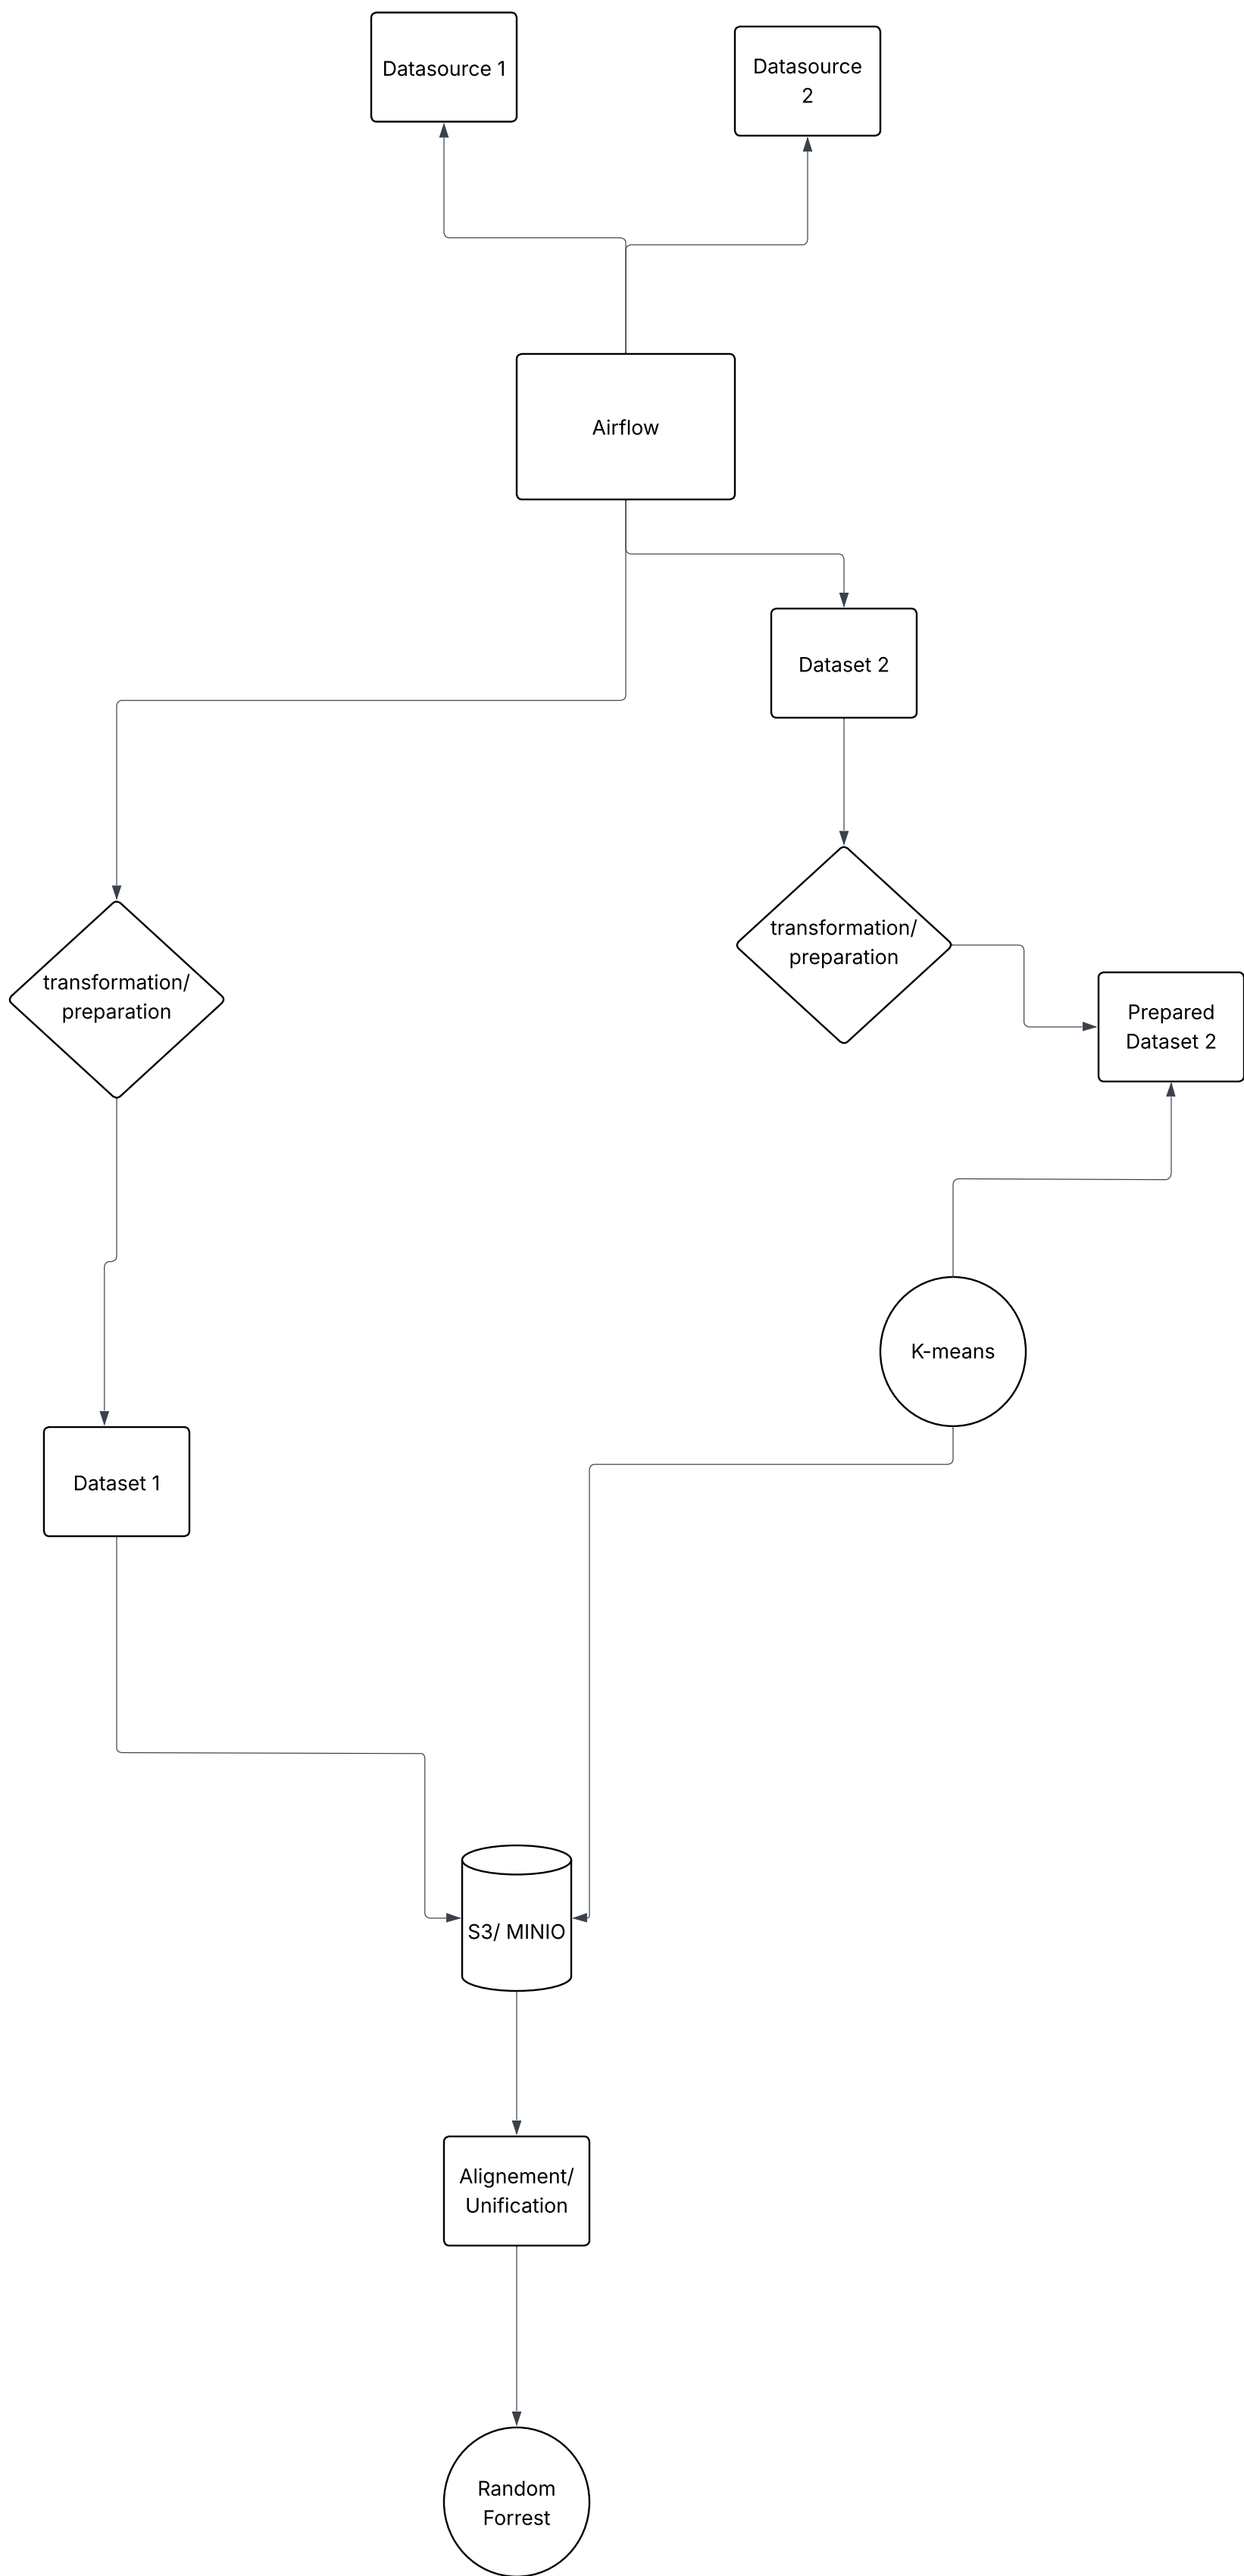 Datasource 1
Datasource
2
Airflow
Dataset 2
transformation/
preparation
transformation/
preparation
Prepared
Dataset 2
K-means
Dataset 1
S3/ MINIO
Alignement/
Unification
Random
Forrest